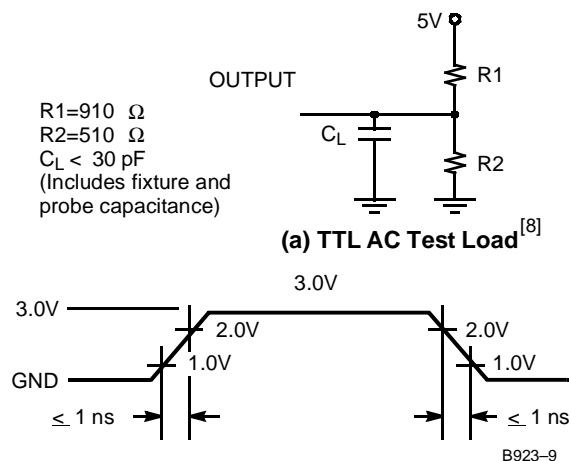 5V
R1
OUTPUT
R1=910 Ω
R2=510 Ω
C_L < 30 pF
(Includes fixture and
probe capacitance)
C_L
R2
(a) TTL AC Test Load[8]
3.0V
3.0V
2.0V
2.0V
1.0V
1.0V
GND
≤ 1 ns
≤ 1 ns
B923–9